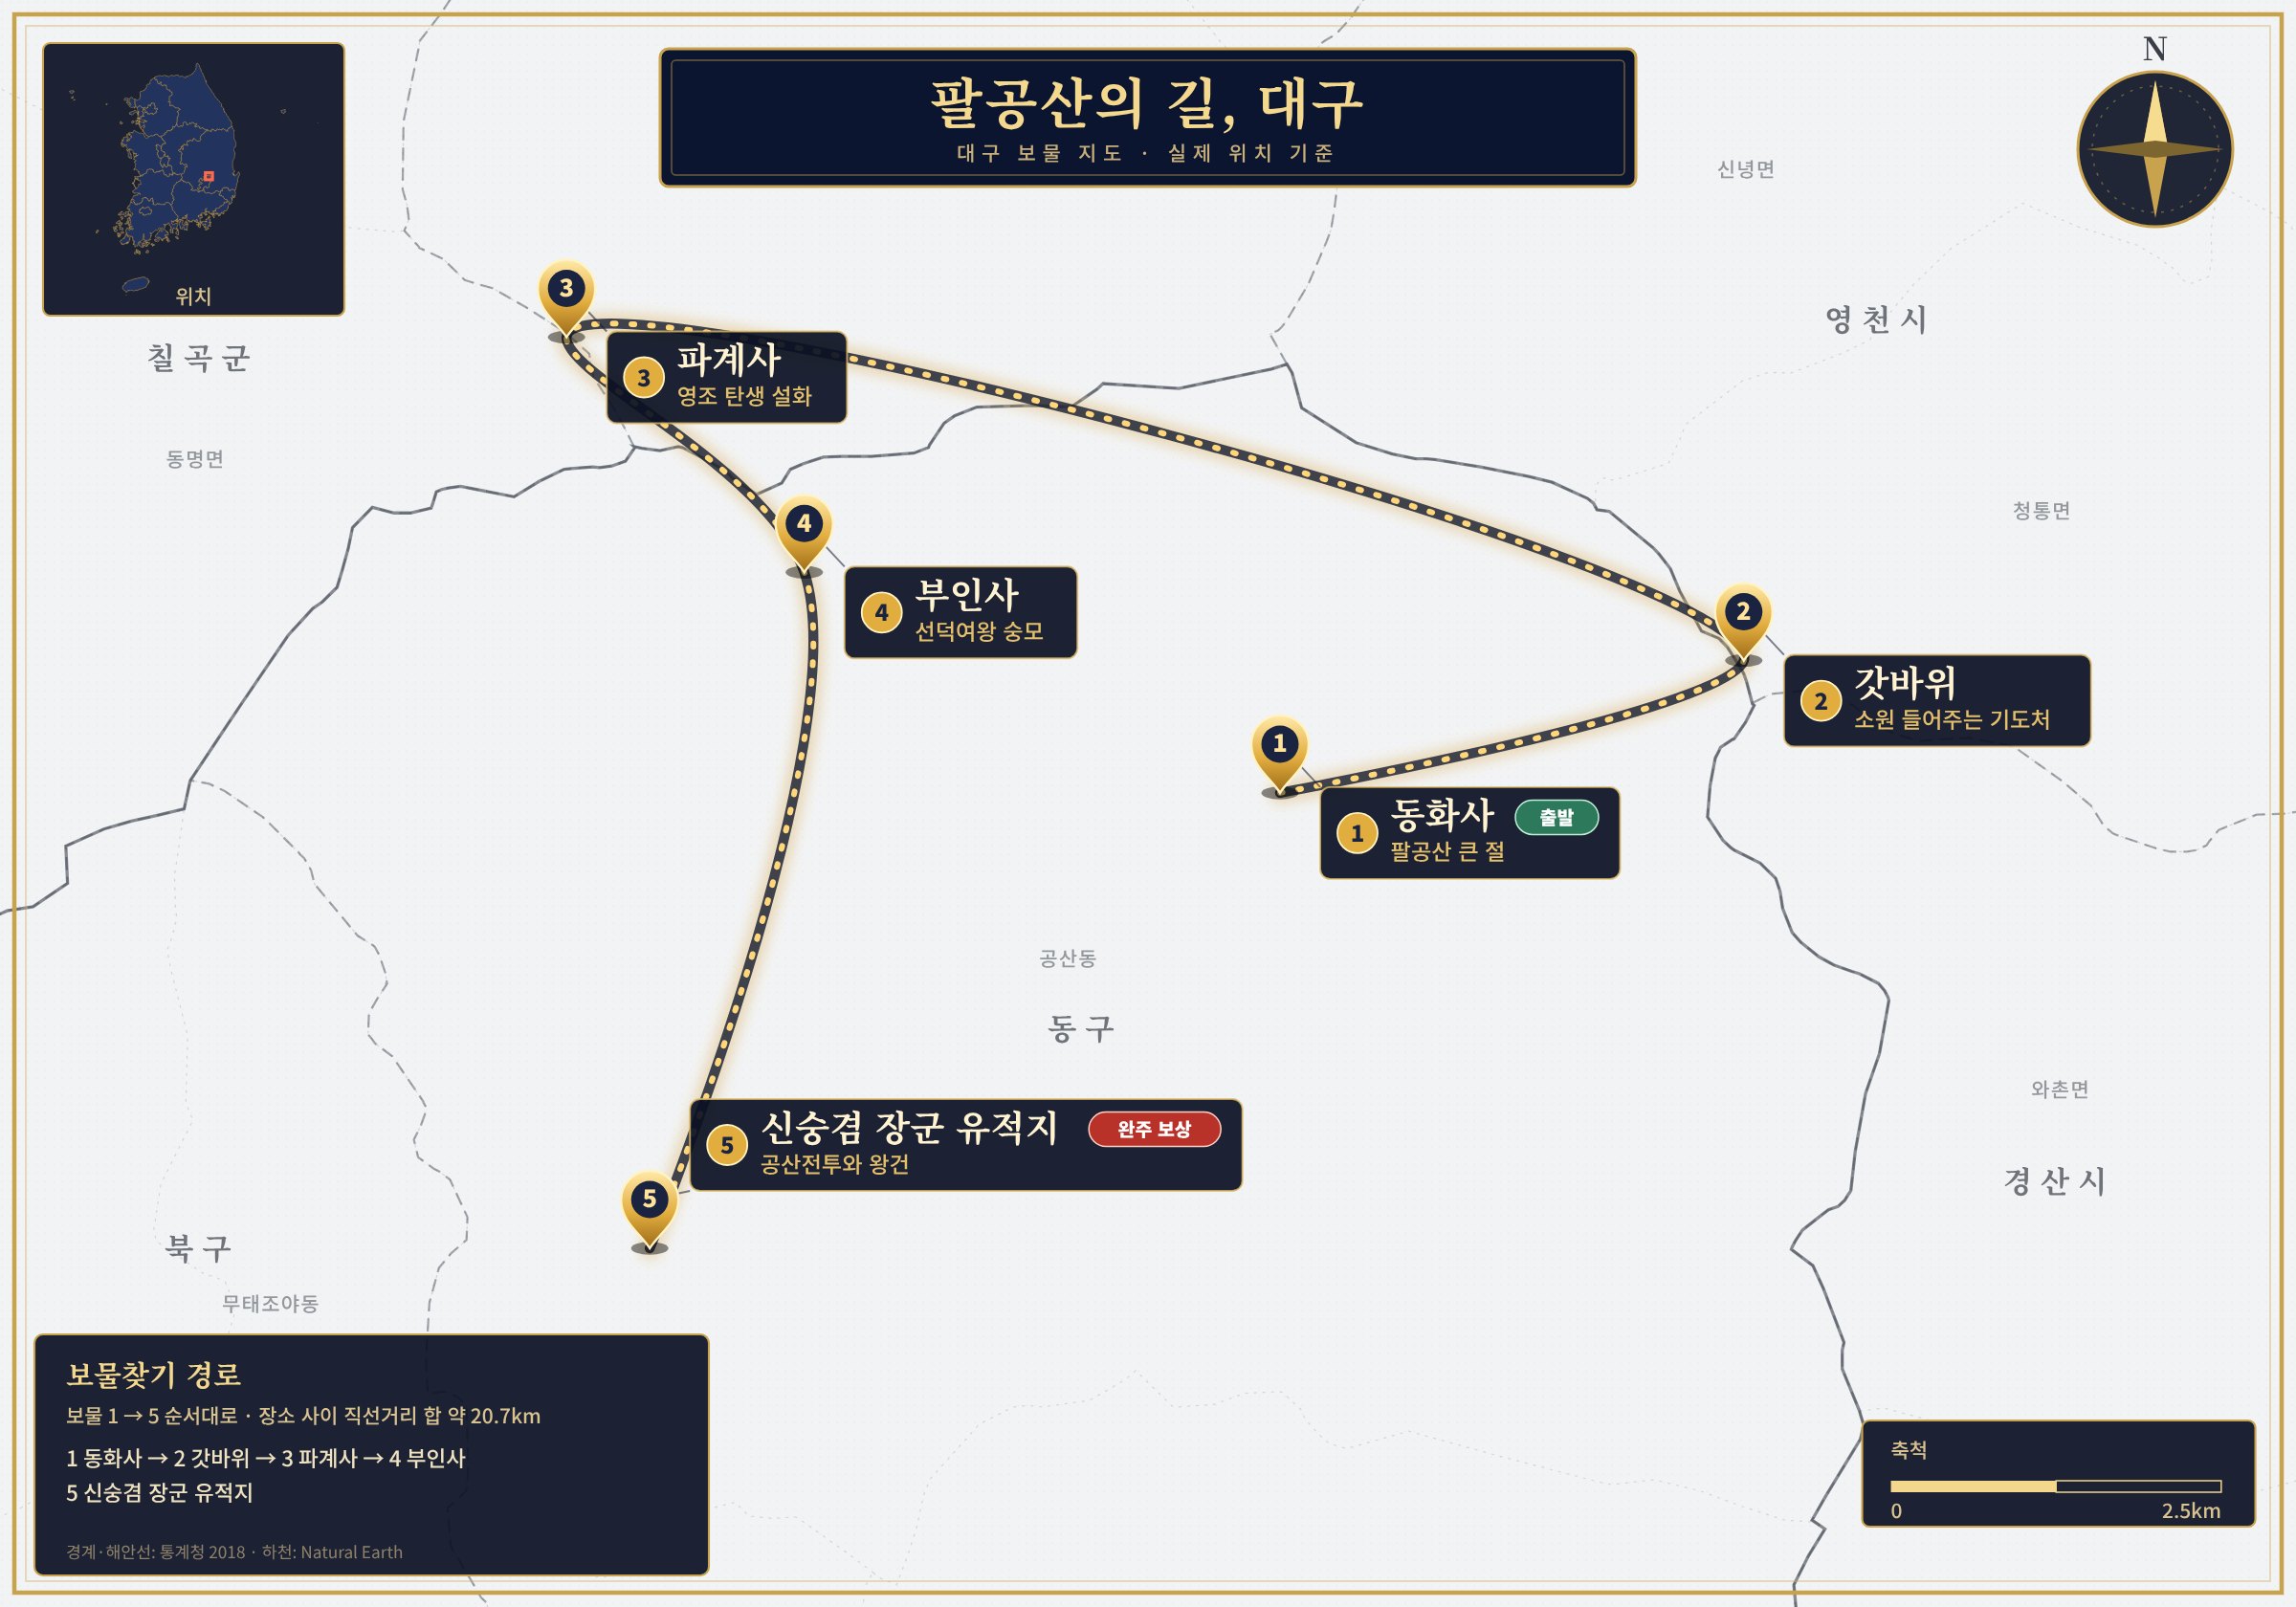 팔공산의 길, 대구
대구 보물 지도 · 실제 위치 기준
N
위치
신녕면
영천시
칠곡군
동명면
청통면
3
3 파계사
영조 탄생 설화
4
4 부인사
선덕여왕 숭모
2
2 갓바위
소원 들어주는 기도처
1
1 동화사 출발
팔공산 큰 절
공산동
동구
와촌면
경산시
5 신숭겸 장군 유적지 완주 보상
공산전투와 왕건
5
북구
무태조야동
보물찾기 경로
보물 1 → 5 순서대로 · 장소 사이 직선거리 합 약 20.7km
1 동화사 → 2 갓바위 → 3 파계사 → 4 부인사
5 신숭겸 장군 유적지
경계·해안선: 통계청 2018 · 하천: Natural Earth
축척
0 2.5km